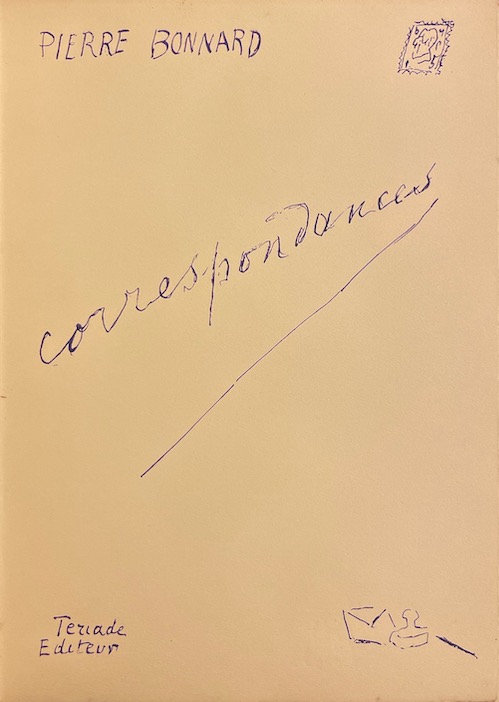 PIERRE BONNARD
correspondances
Teriade
Editeur